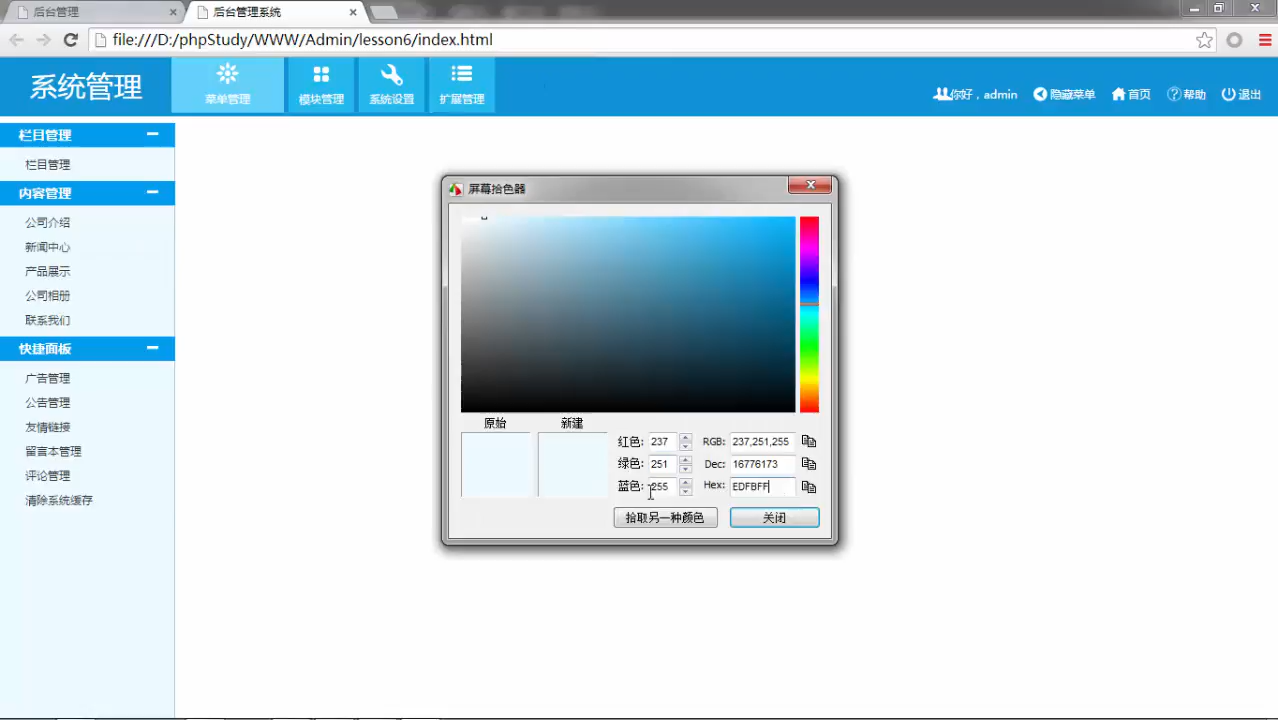 后台管理
后台管理系统
file:///D:/phpStudy/WWW/Admin/lesson6/index.html
系统管理
菜单管理
模块管理
系统设置
扩展管理
你好，admin
隐藏菜单
首页
帮助
退出
栏目管理
栏目管理
内容管理
公司介绍
新闻中心
产品展示
公司相册
联系我们
快捷面板
广告管理
公告管理
友情链接
留言本管理
评论管理
清除系统缓存
屏幕拾色器
原始
新建
红色: 237
RGB: 237,251,255
绿色: 251
Dec: 16776173
蓝色: 255
Hex: EDFBFF
拾取另一种颜色
关闭